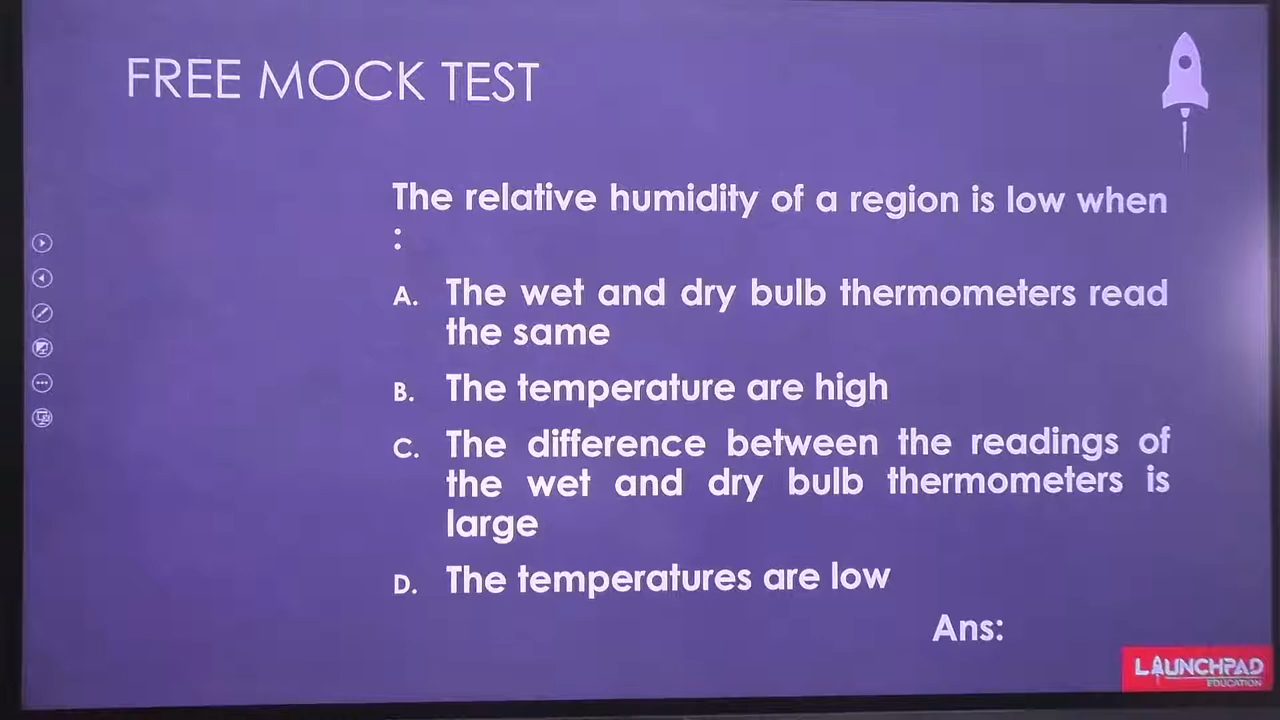 FREE MOCK TEST
The relative humidity of a region is low when
:
A. The wet and dry bulb thermometers read
the same
B. The temperature are high
C. The difference between the readings of
the wet and dry bulb thermometers is
large
D. The temperatures are low
Ans:
LAUNCHPAD
EDUCATION